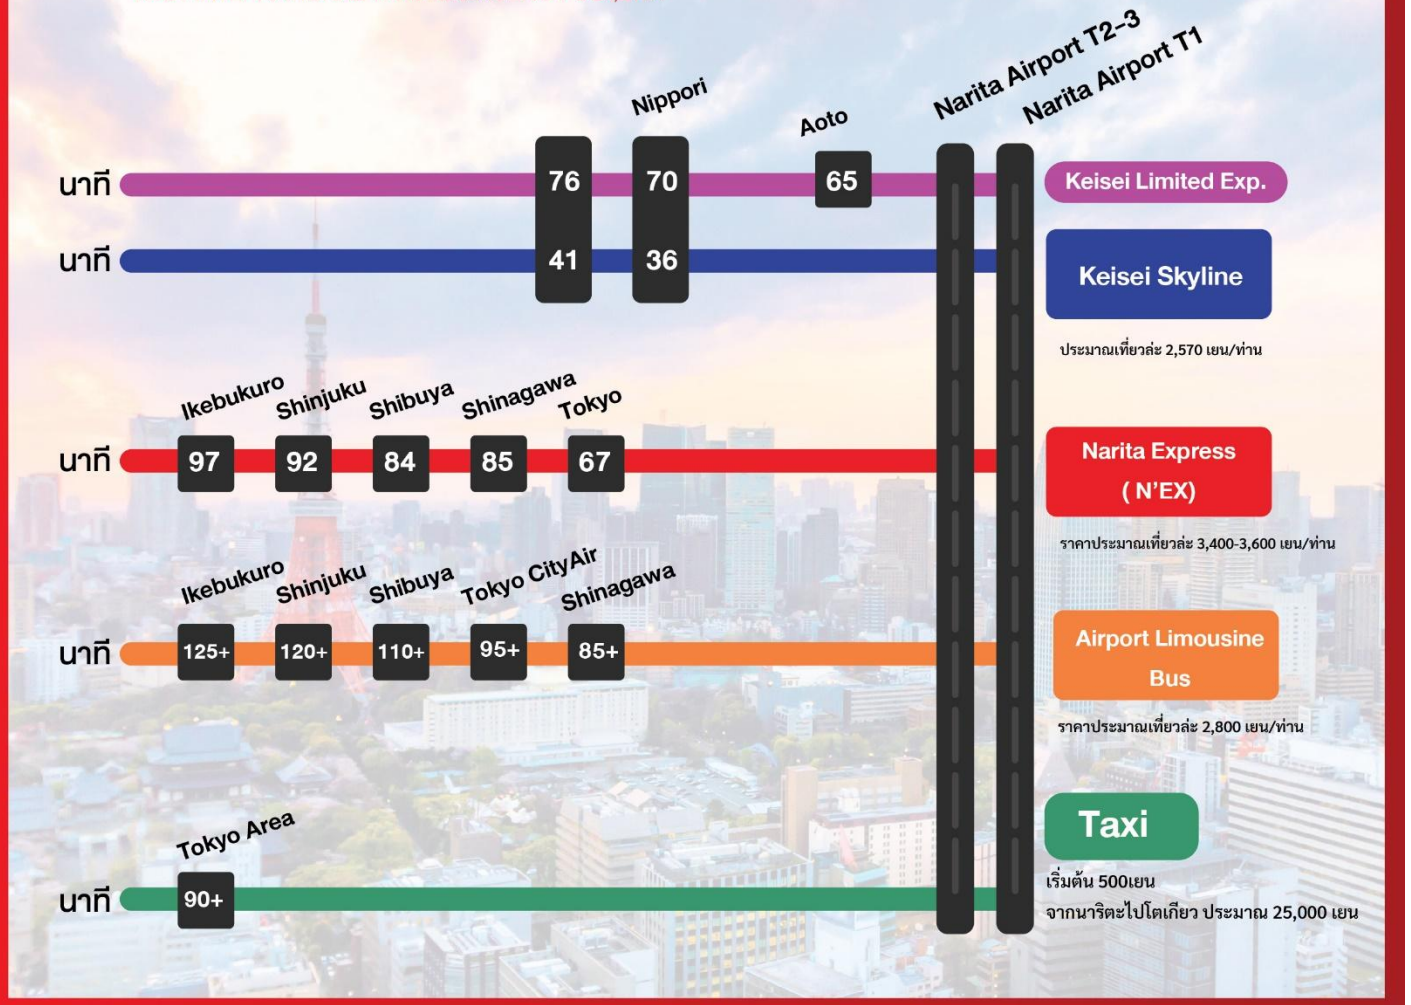 Nippori
Aoto
Narita Airport T2-3
Narita Airport T1
นาที
76
70
65
Keisei Limited Exp.
นาที
41
36
Keisei Skyline
ประมาณเที่ยวล่ะ 2,570 เยน/ท่าน
Ikebukuro
Shinjuku
Shibuya
Shinagawa
Tokyo
นาที
97
92
84
85
67
Narita Express
( N'EX)
ราคาประมาณเที่ยวล่ะ 3,400-3,600 เยน/ท่าน
Ikebukuro
Shinjuku
Shibuya
Tokyo CityAir
Shinagawa
นาที
125+
120+
110+
95+
85+
Airport Limousine
Bus
ราคาประมาณเที่ยวล่ะ 2,800 เยน/ท่าน
Tokyo Area
นาที
90+
Taxi
เริ่มต้น 500เยน
จากนาริตะไปโตเกียว ประมาณ 25,000 เยน